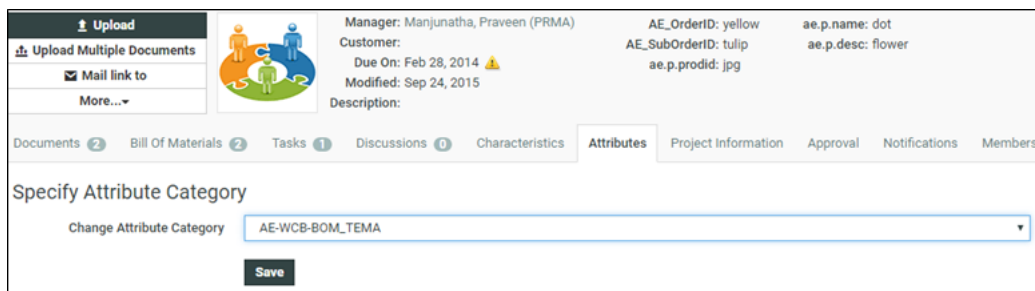 Upload
Upload Multiple Documents
Mail link to
More...
Manager: Manjunatha, Praveen (PRMA)
Customer:
Due On: Feb 28, 2014
Modified: Sep 24, 2015
Description:
AE_OrderID: yellow
AE_SubOrderID: tulip
ae.p.prodid: jpg
ae.p.name: dot
ae.p.desc: flower
Documents 2 Bill Of Materials 2 Tasks 1 Discussions 0 Characteristics Attributes Project Information Approval Notifications Members
Specify Attribute Category
Change Attribute Category AE-WCB-BOM_TEMA
Save